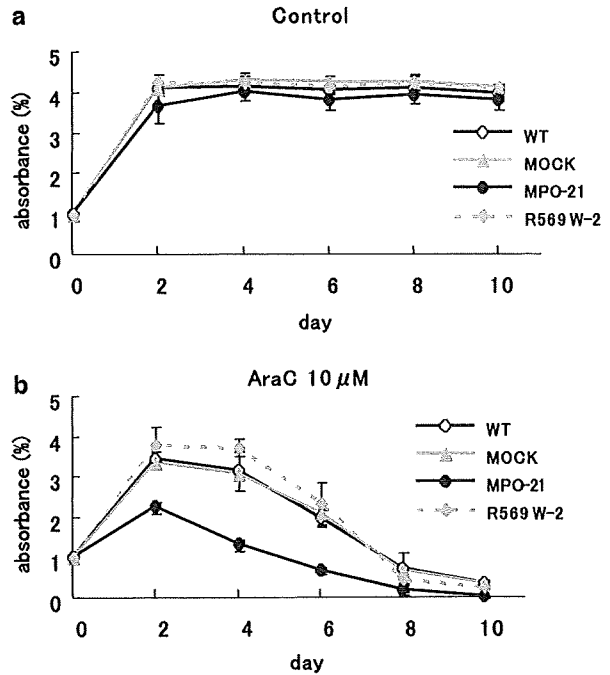 a
Control
5
4
3
2
1
0
absorbance (%)
WT
MOCK
MPO-21
R569W-2
0 2 4 6 8 10
day
b
AraC 10 μM
5
4
3
2
1
0
absorbance (%)
WT
MOCK
MPO-21
R569W-2
0 2 4 6 8 10
day